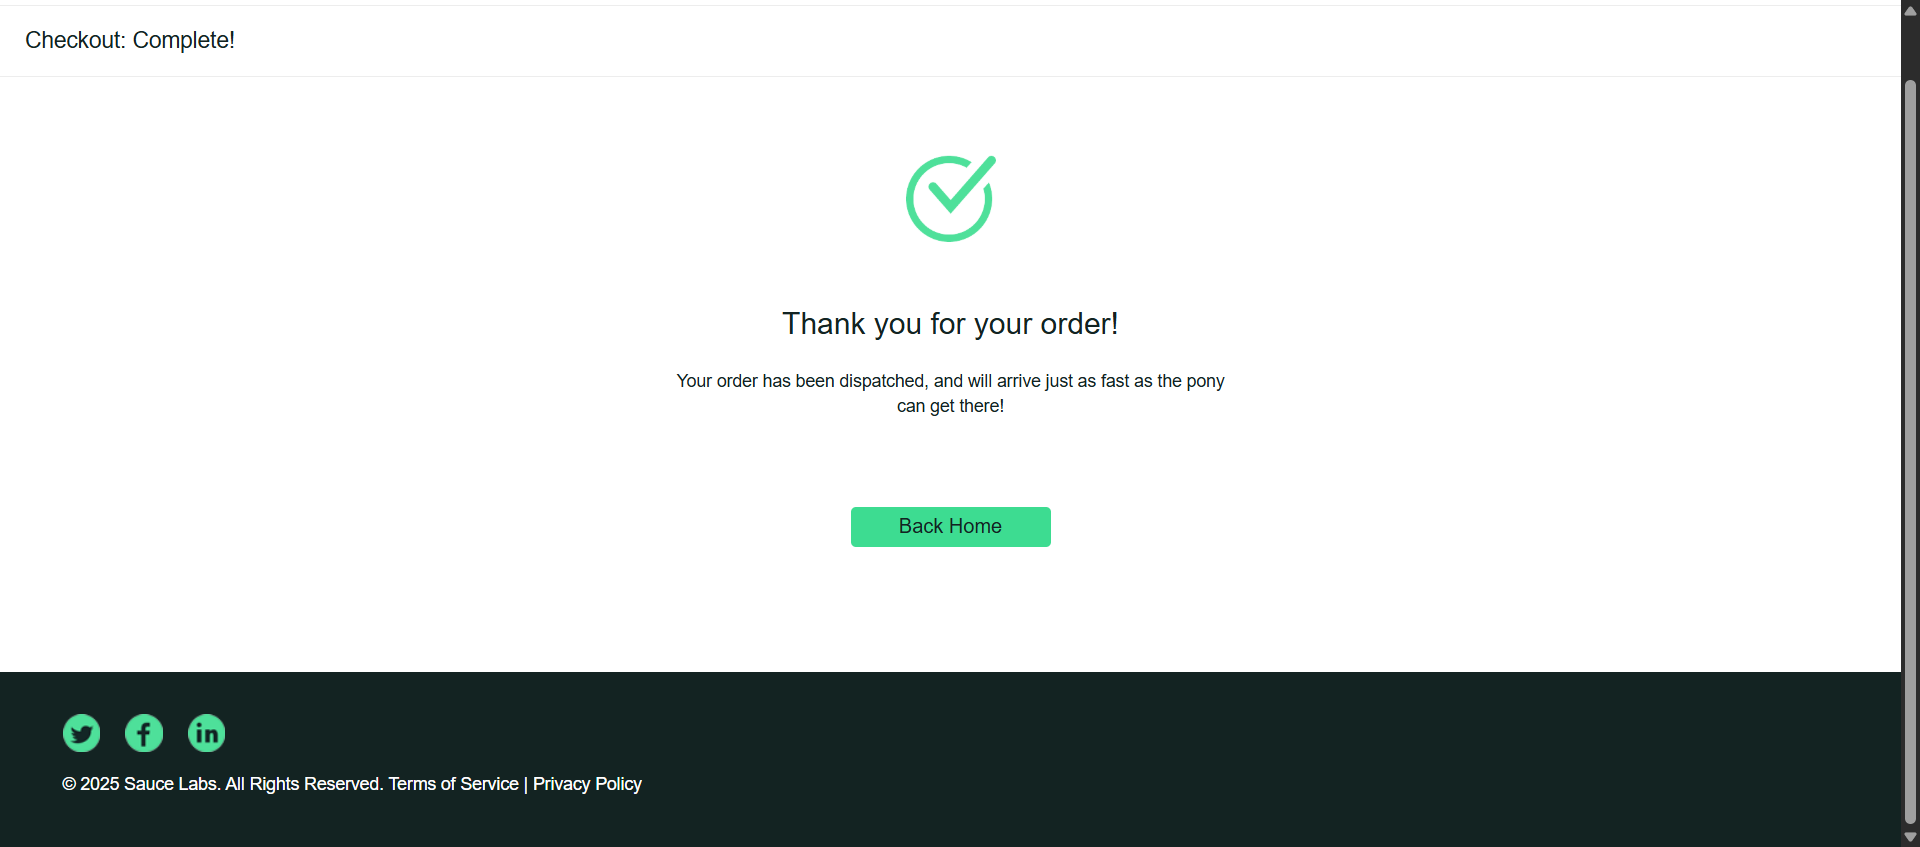 Checkout: Complete!
Thank you for your order!
Your order has been dispatched, and will arrive just as fast as the pony
can get there!
Back Home
© 2025 Sauce Labs. All Rights Reserved. Terms of Service | Privacy Policy